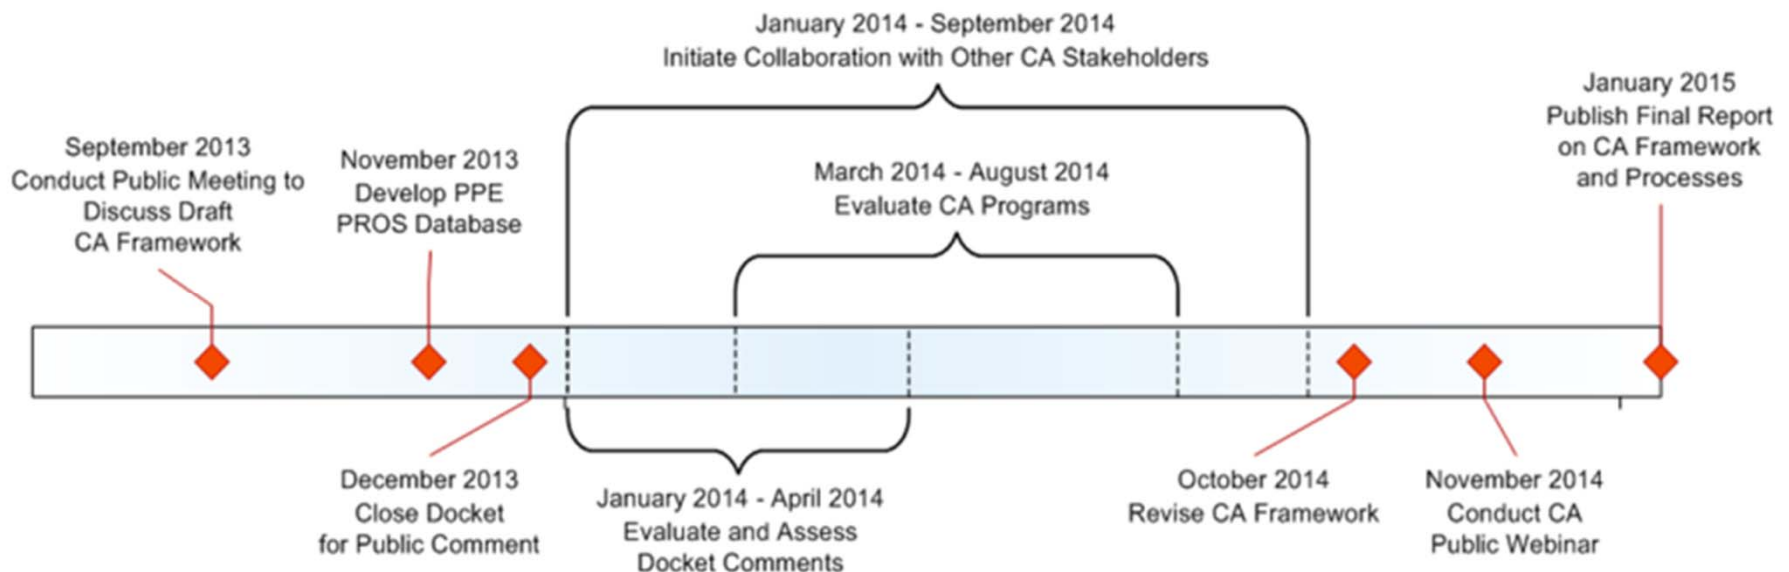 January 2014 - September 2014
Initiate Collaboration with Other CA Stakeholders
January 2015
Publish Final Report
on CA Framework
and Processes
September 2013
Conduct Public Meeting to
Discuss Draft
CA Framework
November 2013
Develop PPE
PROS Database
March 2014 - August 2014
Evaluate CA Programs
December 2013
Close Docket
for Public Comment
January 2014 - April 2014
Evaluate and Assess
Docket Comments
October 2014
Revise CA Framework
November 2014
Conduct CA
Public Webinar